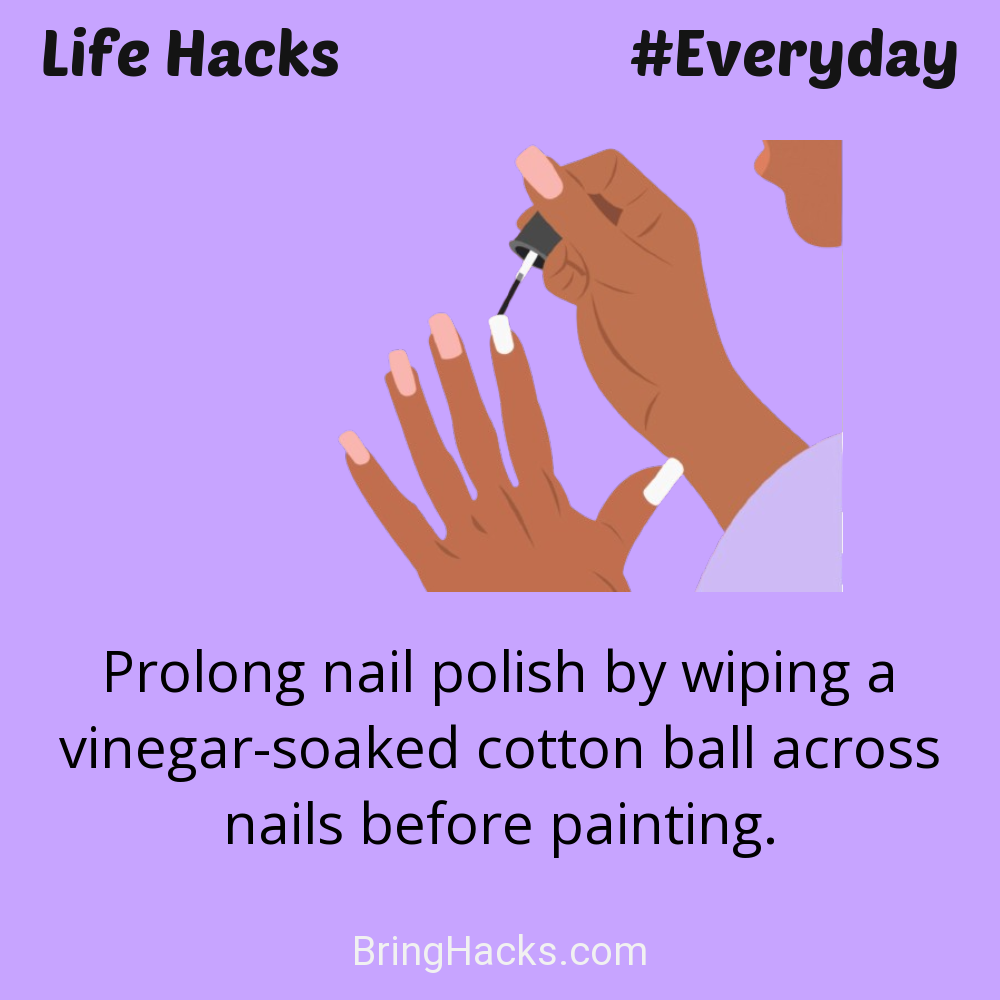 Life Hacks
#Everyday
Prolong nail polish by wiping a
vinegar-soaked cotton ball across
nails before painting.
BringHacks.com